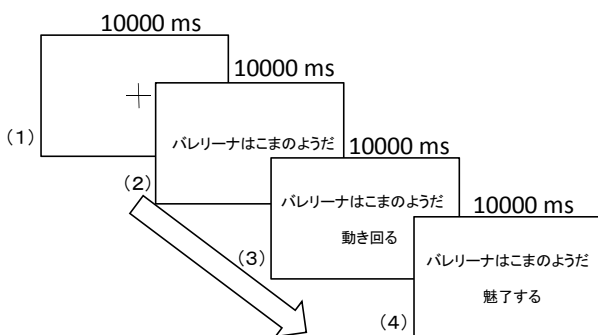 10000 ms
(1)
10000 ms
バレリーナはこまのようだ
(2)
10000 ms
バレリーナはこまのようだ
動き回る
(3)
10000 ms
バレリーナはこまのようだ
魅了する
(4)